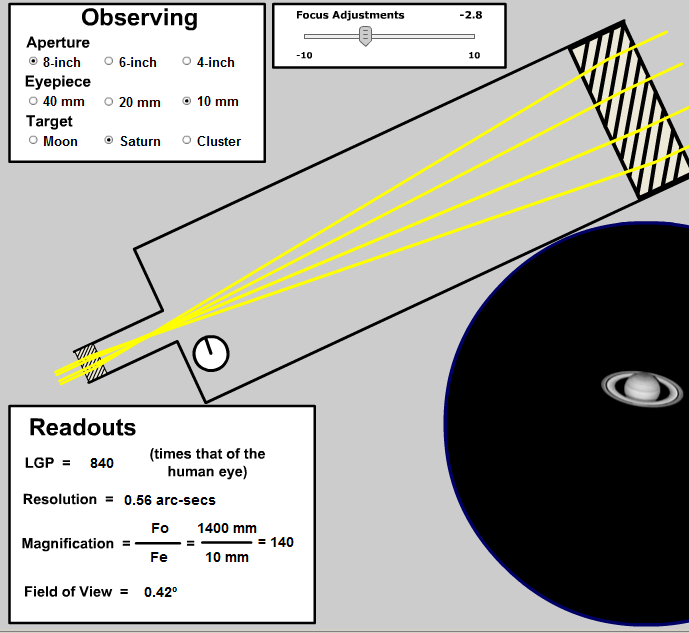 Observing
Aperture
8-inch 6-inch 4-inch
Eyepiece
40 mm 20 mm 10 mm
Target
Moon Saturn Cluster
Focus Adjustments -2.8
-10 10
Readouts
LGP = 840 (times that of the
human eye)
Resolution = 0.56 arc-secs
Fo 1400 mm
Magnification = = = 140
Fe 10 mm
Field of View = 0.42º